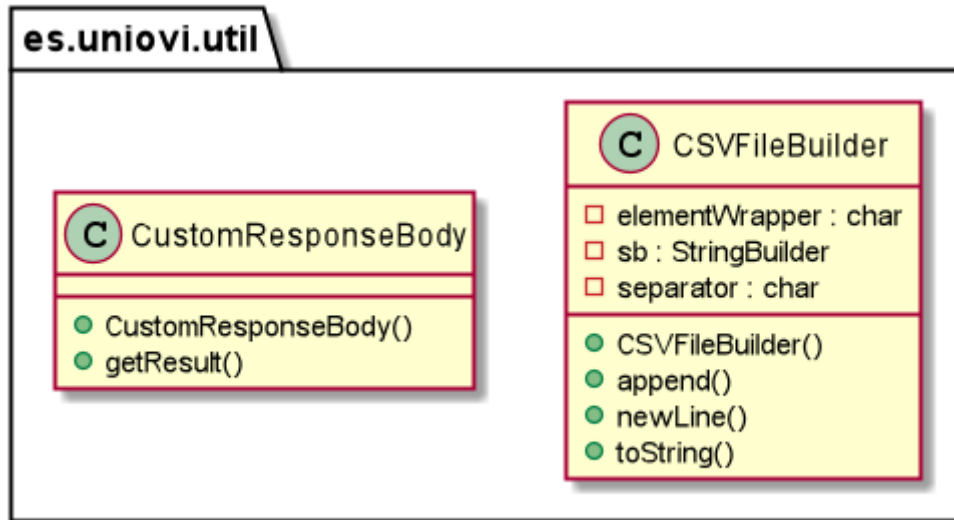 es.uniovi.util
C CustomResponseBody
CustomResponseBody()
getResult()
C CSVFileBuilder
elementWrapper : char
sb : StringBuilder
separator : char
CSVFileBuilder()
append()
newLine()
toString()